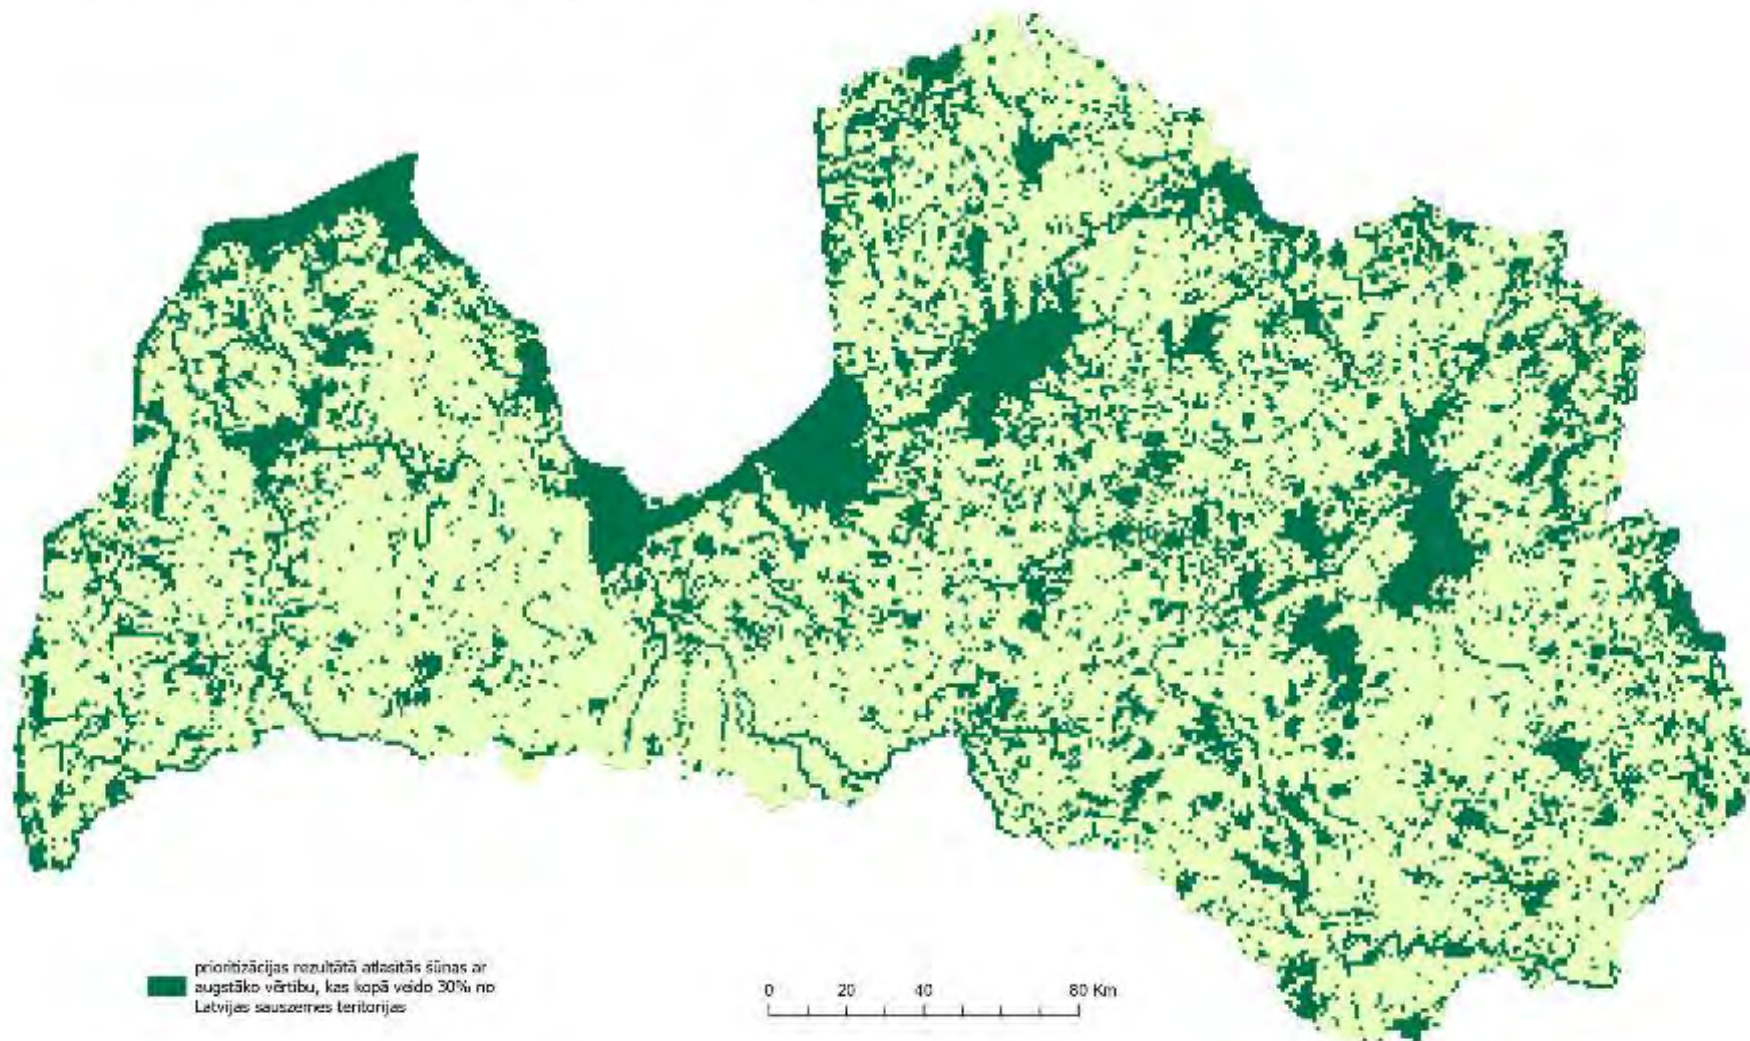 prioritizācijas rezultātā atlasītās šūnas ar
augstāko vērtību, kas kopā veido 30% no
Latvijas sauszemes teritorijas
0 20 40 80 Km